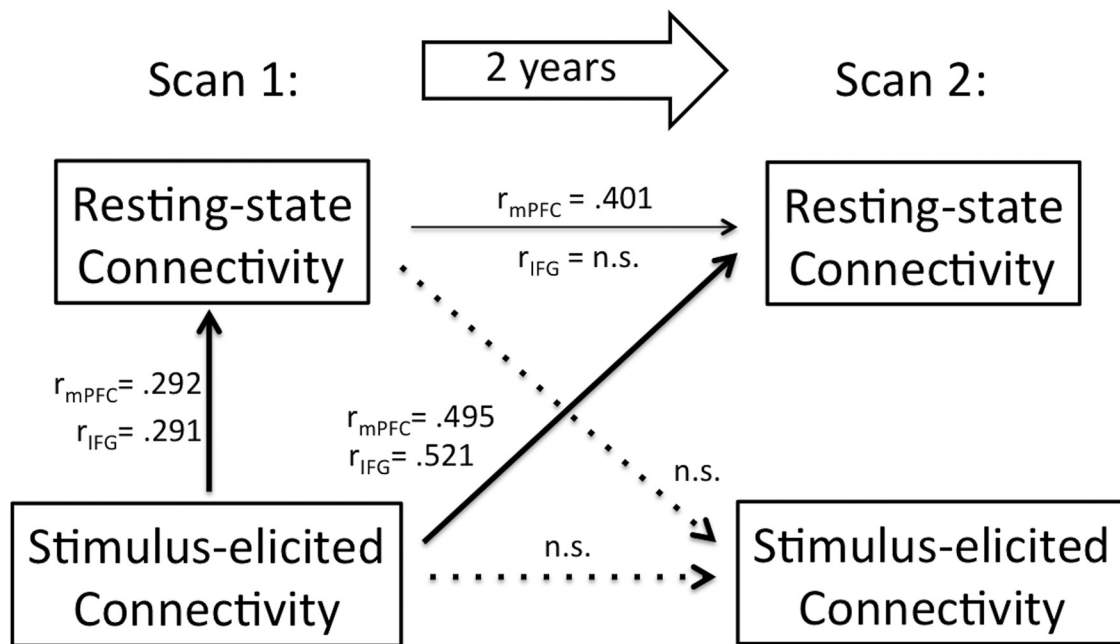 Scan 1:
2 years
Scan 2:
Resting-state
Connectivity
r_mPFC = .401
r_IFG = n.s.
Resting-state
Connectivity
r_mPFC= .292
r_IFG= .291
r_mPFC= .495
r_IFG= .521
n.s.
n.s.
Stimulus-elicited
Connectivity
Stimulus-elicited
Connectivity